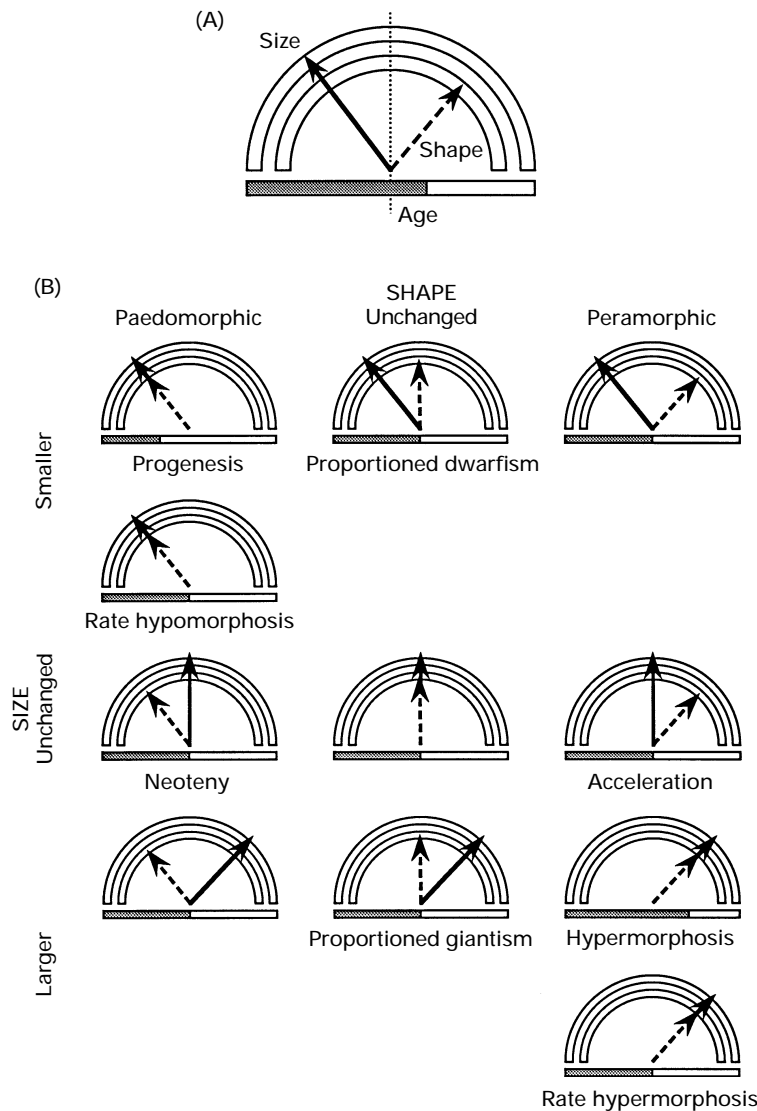 (A)
Size
Shape
Age
(B)
SHAPE
Paedomorphic Unchanged Peramorphic
Smaller
Progenesis Proportioned dwarfism
Rate hypomorphosis
SIZE
Unchanged
Neoteny Acceleration
Larger
Proportioned giantism Hypermorphosis
Rate hypermorphosis